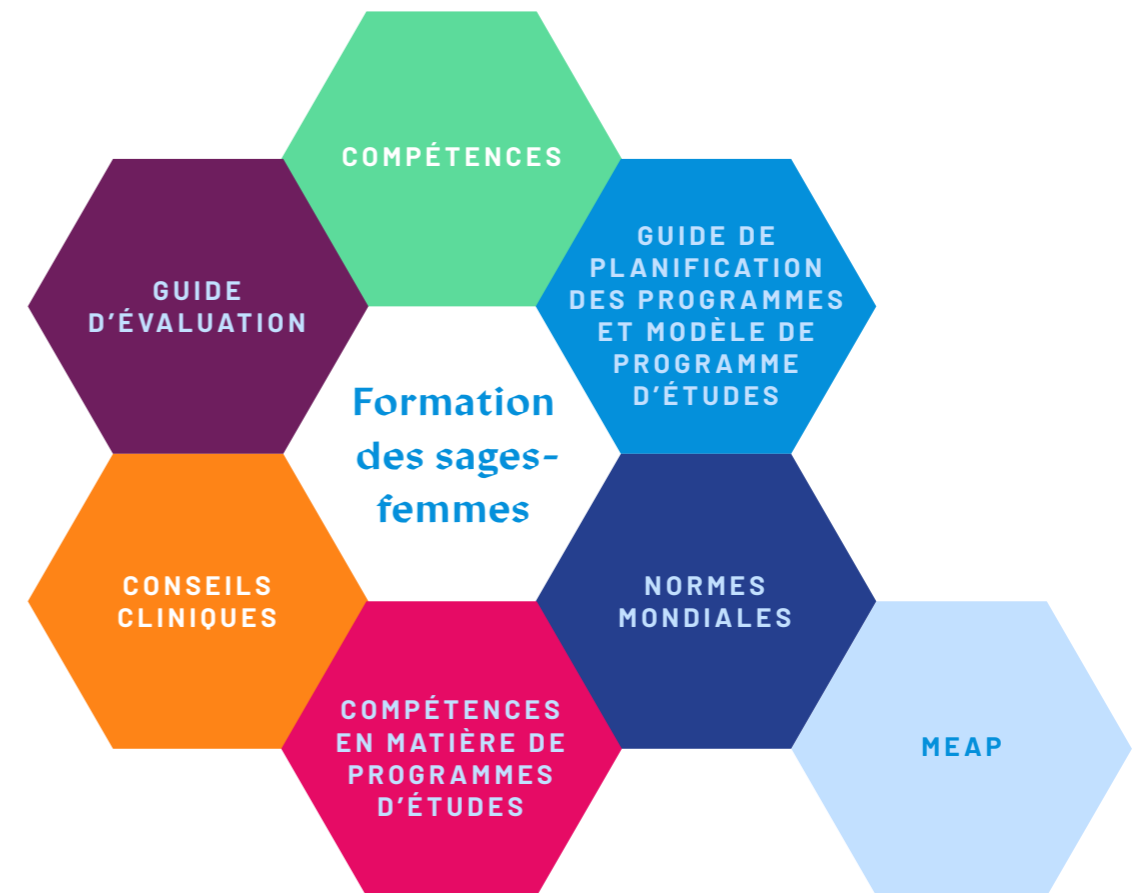 COMPÉTENCES
GUIDE DE
PLANIFICATION
DES PROGRAMMES
ET MODÈLE DE
PROGRAMME
D'ÉTUDES
GUIDE
D'ÉVALUATION
Formation
des sages-
femmes
CONSEILS
CLINIQUES
NORMES
MONDIALES
COMPÉTENCES
EN MATIÈRE DE
PROGRAMMES
D'ÉTUDES
MEAP